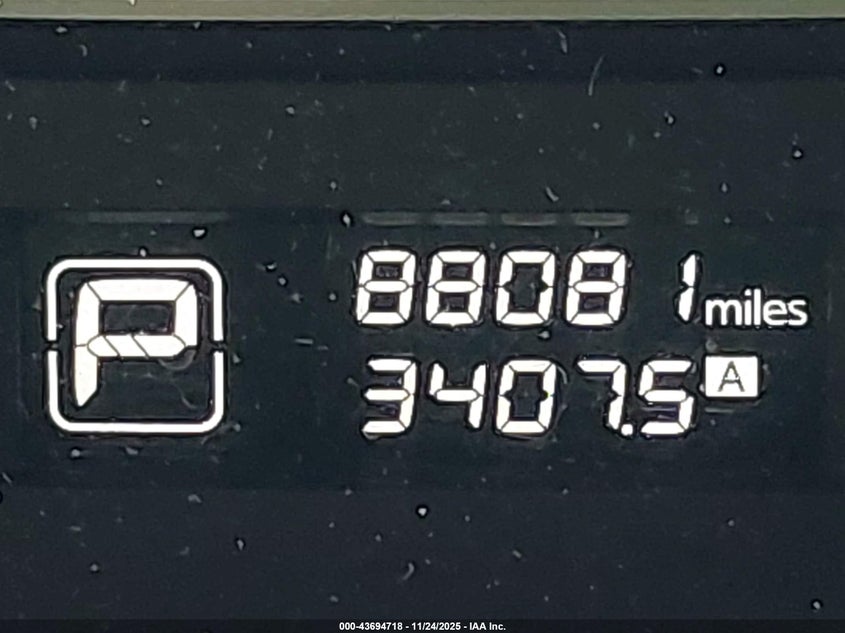 P
88081 miles
3407.5 A
000-43694718 - 11/24/2025 - IAA Inc.